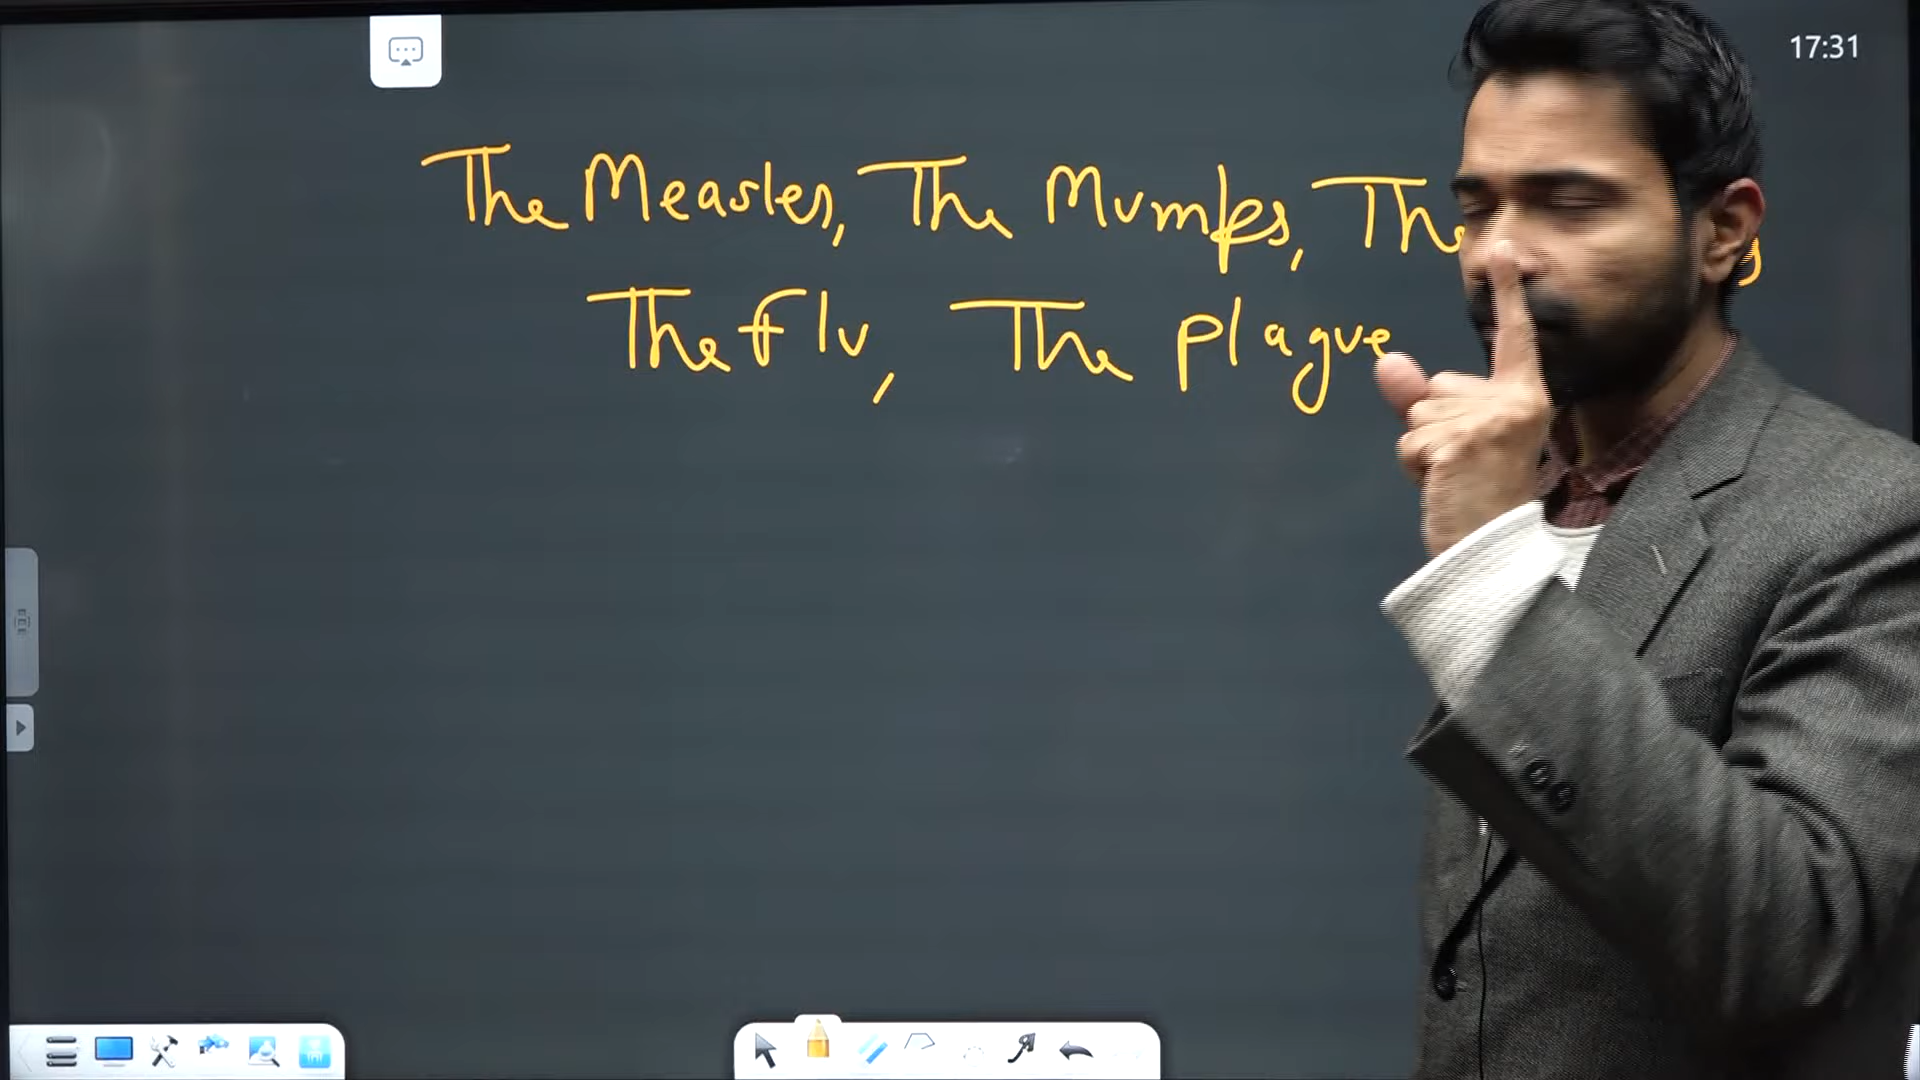 17:31
The Measles, The Mumps, The
The flu, The plague